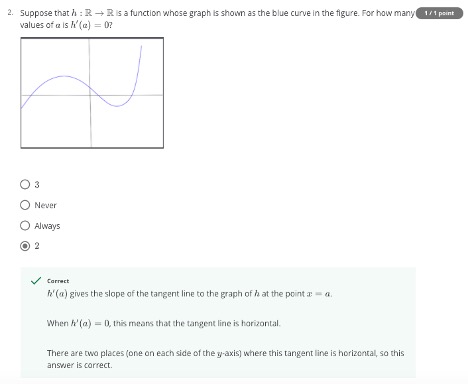 2. Suppose that h : ℝ → ℝ is a function whose graph is shown as the blue curve in the figure. For how many
1 / 1 point
values of a is h′(a) = 0?
3
Never
Always
2
Correct
h′(a) gives the slope of the tangent line to the graph of h at the point x = a.
When h′(a) = 0, this means that the tangent line is horizontal.
There are two places (one on each side of the y-axis) where this tangent line is horizontal, so this
answer is correct.